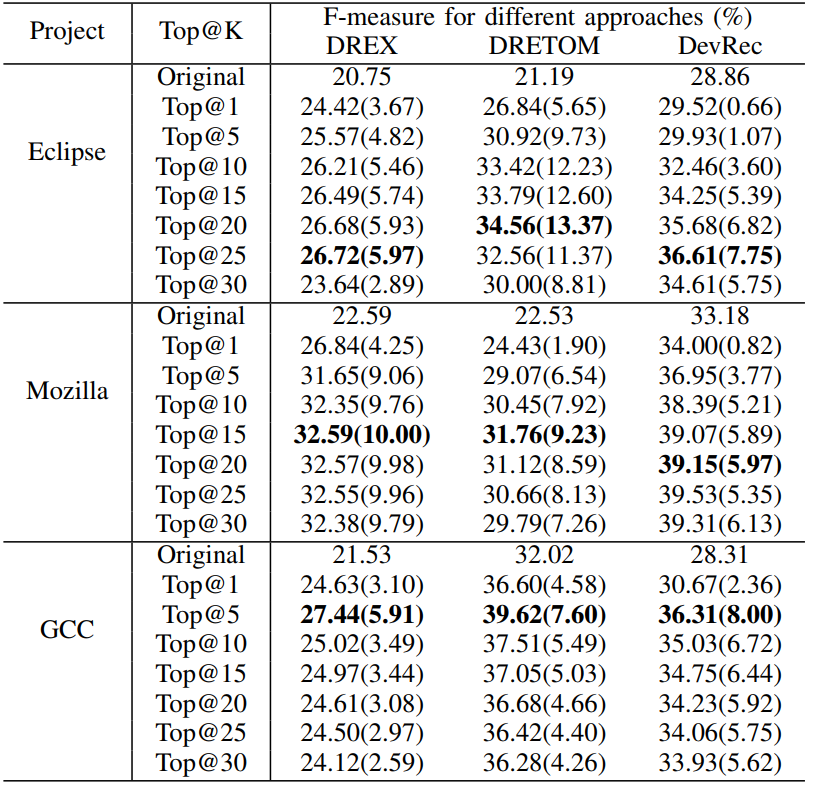 Project Top@K F-measure for different approaches (%)
DREX DRETOM DevRec
Eclipse
Original 20.75 21.19 28.86
Top@1 24.42(3.67) 26.84(5.65) 29.52(0.66)
Top@5 25.57(4.82) 30.92(9.73) 29.93(1.07)
Top@10 26.21(5.46) 33.42(12.23) 32.46(3.60)
Top@15 26.49(5.74) 33.79(12.60) 34.25(5.39)
Top@20 26.68(5.93) 34.56(13.37) 35.68(6.82)
Top@25 26.72(5.97) 32.56(11.37) 36.61(7.75)
Top@30 23.64(2.89) 30.00(8.81) 34.61(5.75)
Mozilla
Original 22.59 22.53 33.18
Top@1 26.84(4.25) 24.43(1.90) 34.00(0.82)
Top@5 31.65(9.06) 29.07(6.54) 36.95(3.77)
Top@10 32.35(9.76) 30.45(7.92) 38.39(5.21)
Top@15 32.59(10.00) 31.76(9.23) 39.07(5.89)
Top@20 32.57(9.98) 31.12(8.59) 39.15(5.97)
Top@25 32.55(9.96) 30.66(8.13) 39.53(5.35)
Top@30 32.38(9.79) 29.79(7.26) 39.31(6.13)
GCC
Original 21.53 32.02 28.31
Top@1 24.63(3.10) 36.60(4.58) 30.67(2.36)
Top@5 27.44(5.91) 39.62(7.60) 36.31(8.00)
Top@10 25.02(3.49) 37.51(5.49) 35.03(6.72)
Top@15 24.97(3.44) 37.05(5.03) 34.75(6.44)
Top@20 24.61(3.08) 36.68(4.66) 34.23(5.92)
Top@25 24.50(2.97) 36.42(4.40) 34.06(5.75)
Top@30 24.12(2.59) 36.28(4.26) 33.93(5.62)